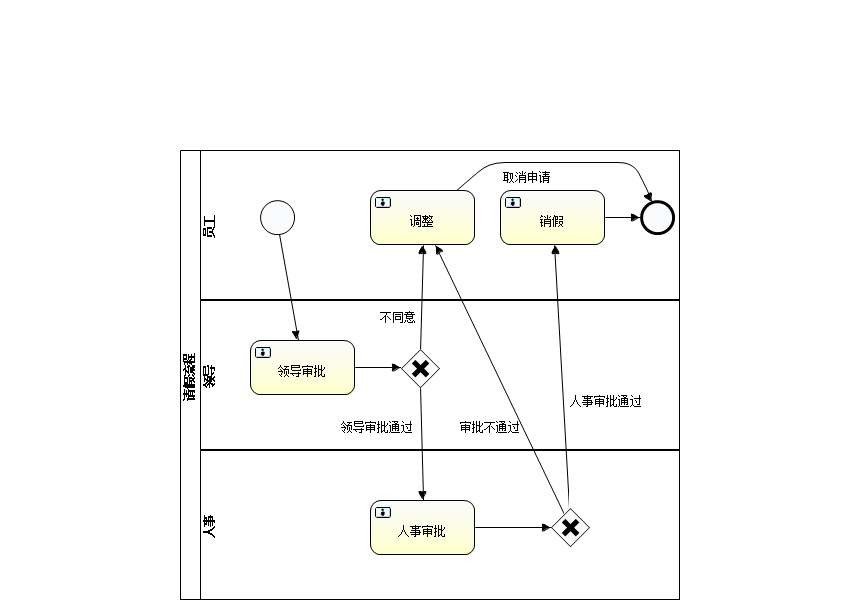 取消申请
调整
销假
员工
不同意
请假流程
领导
领导审批
人事审批通过
领导审批通过
审批不通过
人事
人事审批